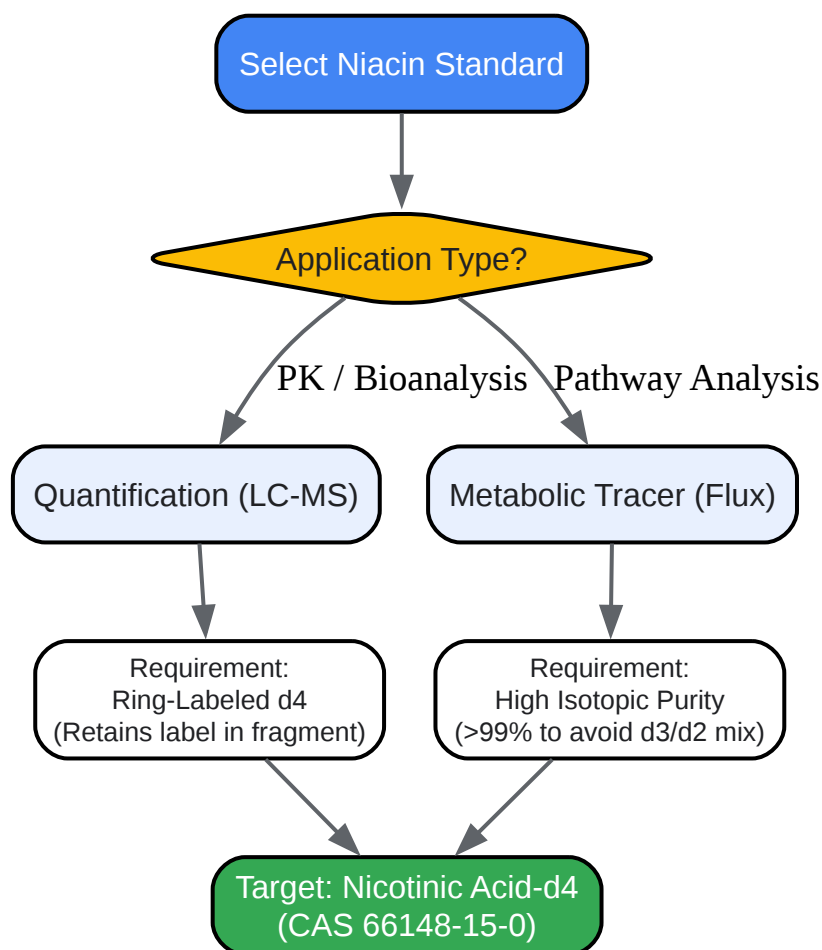 Select Niacin Standard
Application Type?
PK / Bioanalysis
Pathway Analysis
Quantification (LC-MS)
Metabolic Tracer (Flux)
Requirement:
Ring-Labeled d4
(Retains label in fragment)
Requirement:
High Isotopic Purity
(>99% to avoid d3/d2 mix)
Target: Nicotinic Acid-d4
(CAS 66148-15-0)